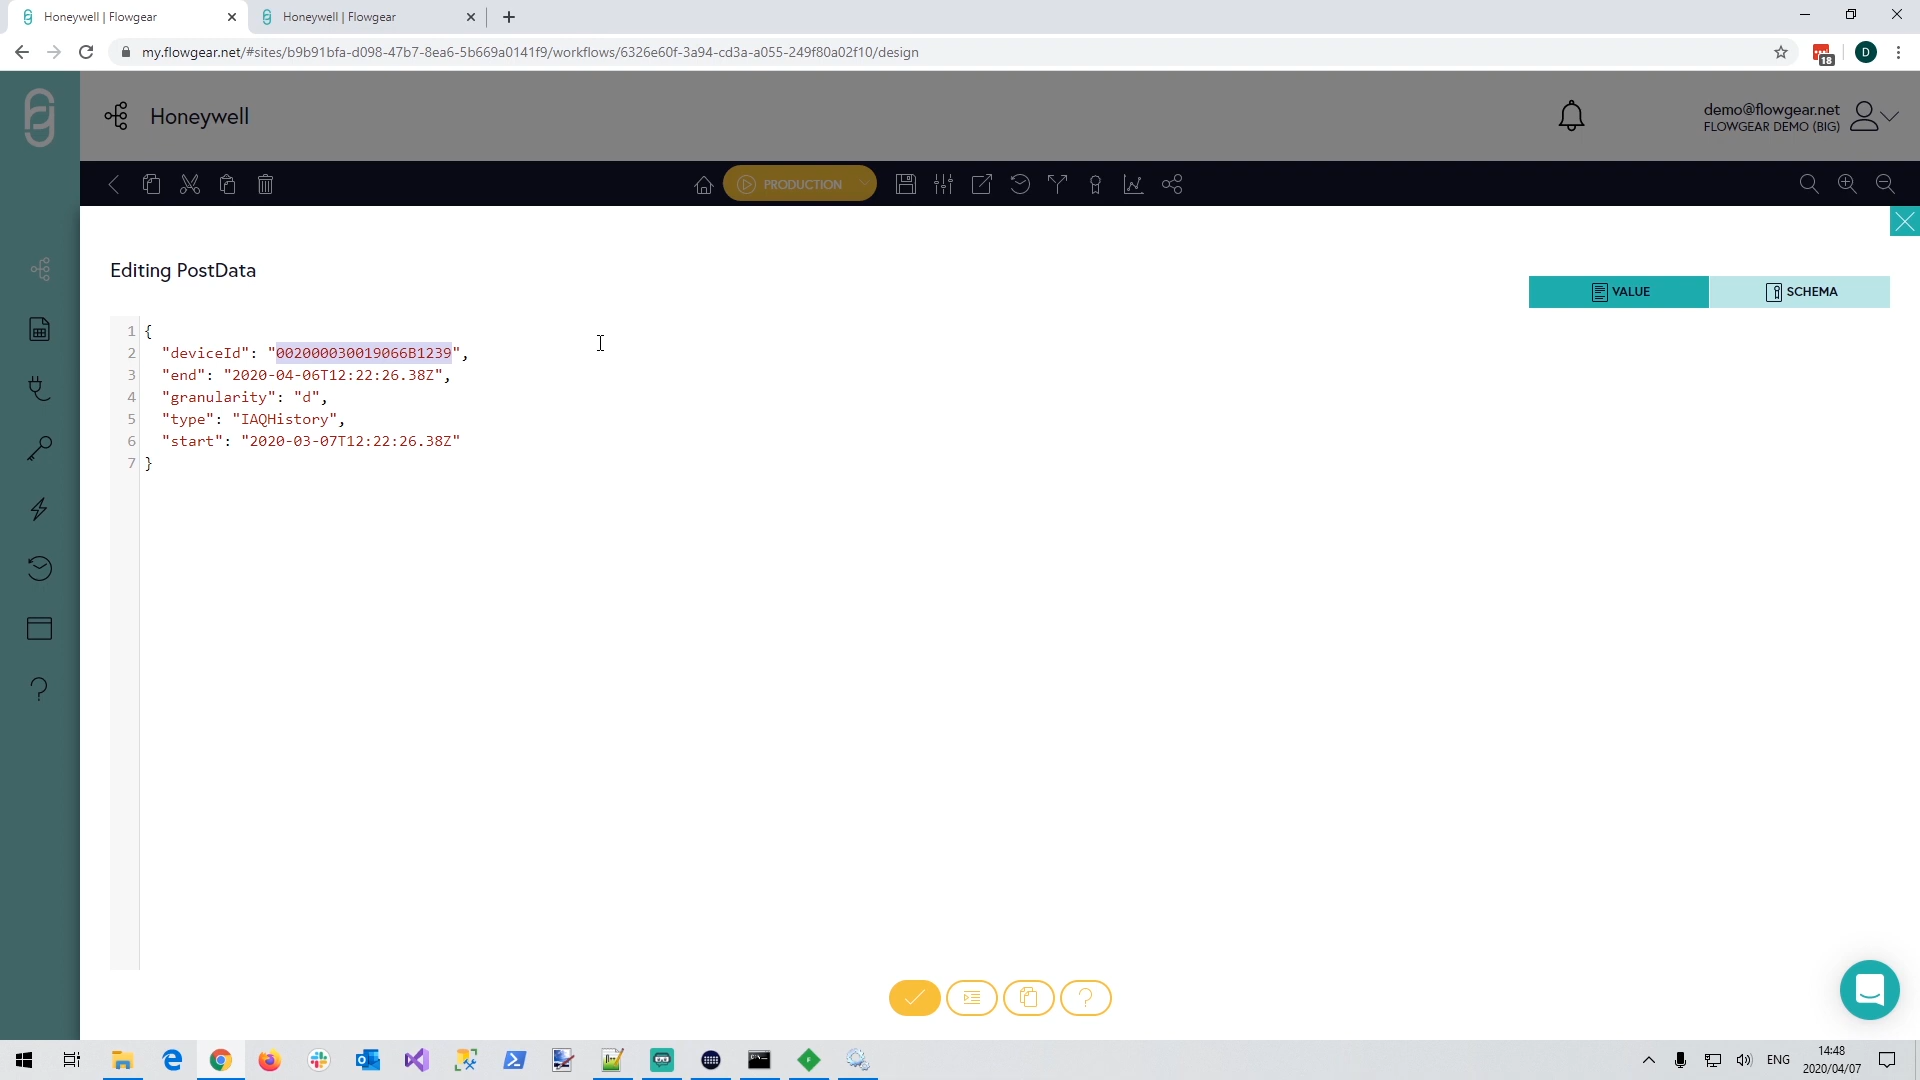 Honeywell | Flowgear
Honeywell | Flowgear
my.flowgear.net/#sites/b9b91bfa-d098-47b7-8ea6-5b669a0141f9/workflows/6326e60f-3a94-cd3a-a055-249f80a02f10/design
18
D
Honeywell
demo@flowgear.net
FLOWGEAR DEMO (BIG)
PRODUCTION
Editing PostData
VALUE
SCHEMA
1 {
2 "deviceId": "002000030019066B1239",
3 "end": "2020-04-06T12:22:26.38Z",
4 "granularity": "d",
5 "type": "IAQHistory",
6 "start": "2020-03-07T12:22:26.38Z"
7 }
ENG
14:48
2020/04/07